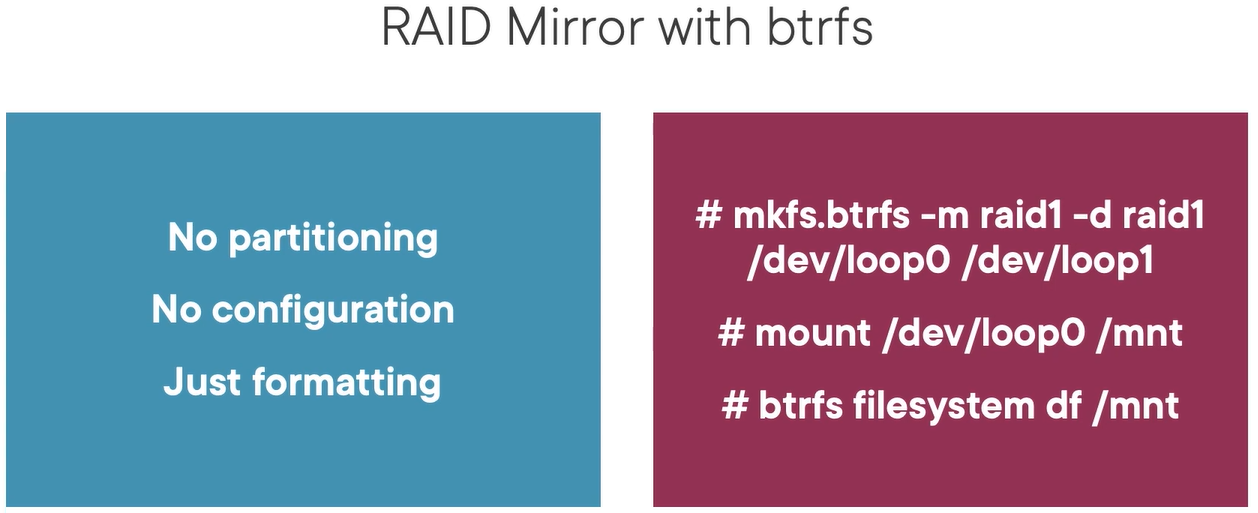 RAID Mirror with btrfs
No partitioning
No configuration
Just formatting
# mkfs.btrfs -m raid1 -d raid1
/dev/loop0 /dev/loop1
# mount /dev/loop0 /mnt
# btrfs filesystem df /mnt